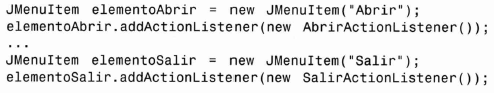 JMenuItem elementoAbrir = new JMenuItem("Abrir");
elementoAbrir.addActionListener(new AbrirActionListener());
...
JMenuItem elementoSalir = new JMenuItem("Salir");
elementoSalir.addActionListener(new SalirActionListener());